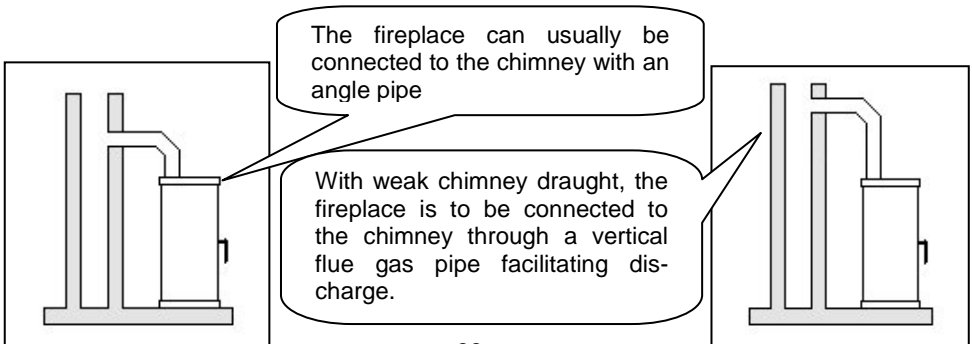 The fireplace can usually be
connected to the chimney with an
angle pipe
With weak chimney draught, the
fireplace is to be connected to
the chimney through a vertical
flue gas pipe facilitating dis-
charge.